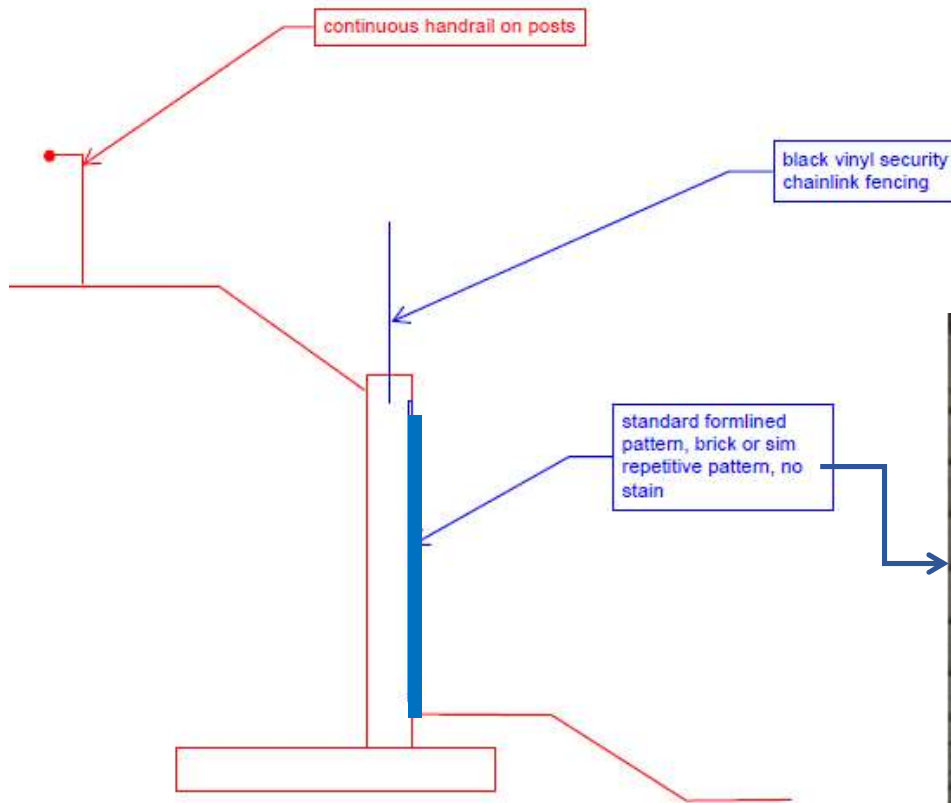 continuous handrail on posts
black vinyl security
chainlink fencing
standard formlined
pattern, brick or sim
repetitive pattern, no
stain